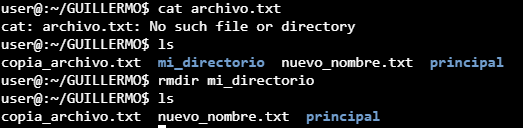 user@:~/GUILLERMO$ cat archivo.txt
cat: archivo.txt: No such file or directory
user@:~/GUILLERMO$ ls
copia_archivo.txt  mi_directorio  nuevo_nombre.txt  principal
user@:~/GUILLERMO$ rmdir mi_directorio
user@:~/GUILLERMO$ ls
copia_archivo.txt  nuevo_nombre.txt  principal